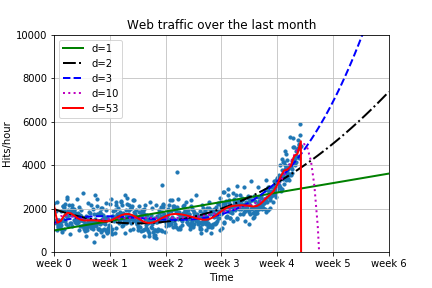 Web traffic over the last month
10000
8000
6000
4000
2000
0
Hits/hour
d=1
d=2
d=3
d=10
d=53
week 0 week 1 week 2 week 3 week 4 week 5 week 6
Time